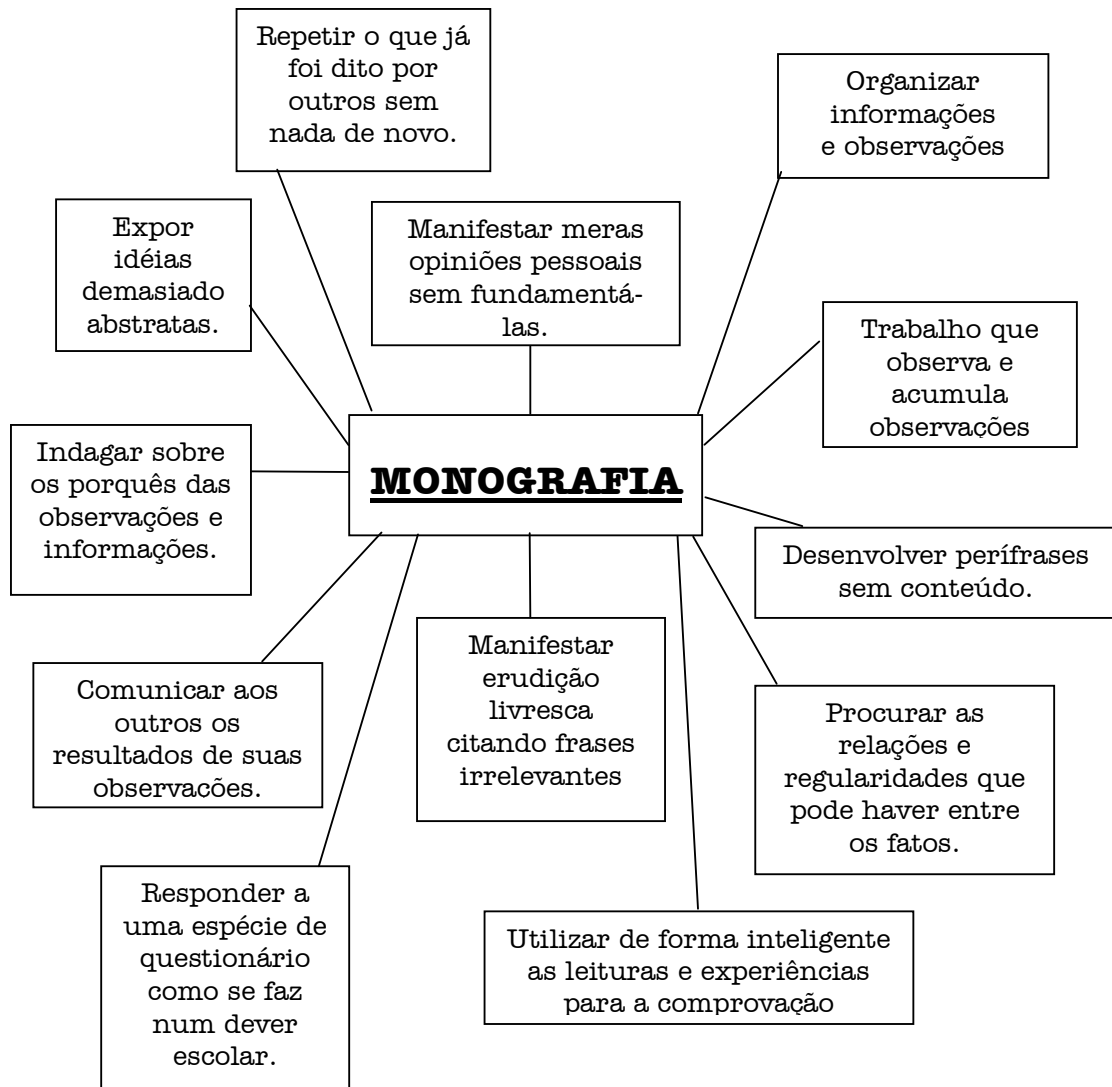 Repetir o que já
foi dito por
outros sem
nada de novo.
Organizar
informações
e observações
Expor
idéias
demasiado
abstratas.
Manifestar meras
opiniões pessoais
sem fundamentá-
las.
Trabalho que
observa e
acumula
observações
Indagar sobre
os porquês das
observações e
informações.
MONOGRAFIA
Desenvolver perífrases
sem conteúdo.
Comunicar aos
outros os
resultados de suas
observações.
Manifestar
erudição
livresca
citando frases
irrelevantes
Procurar as
relações e
regularidades que
pode haver entre
os fatos.
Responder a
uma espécie de
questionário
como se faz
num dever
escolar.
Utilizar de forma inteligente
as leituras e experiências
para a comprovação